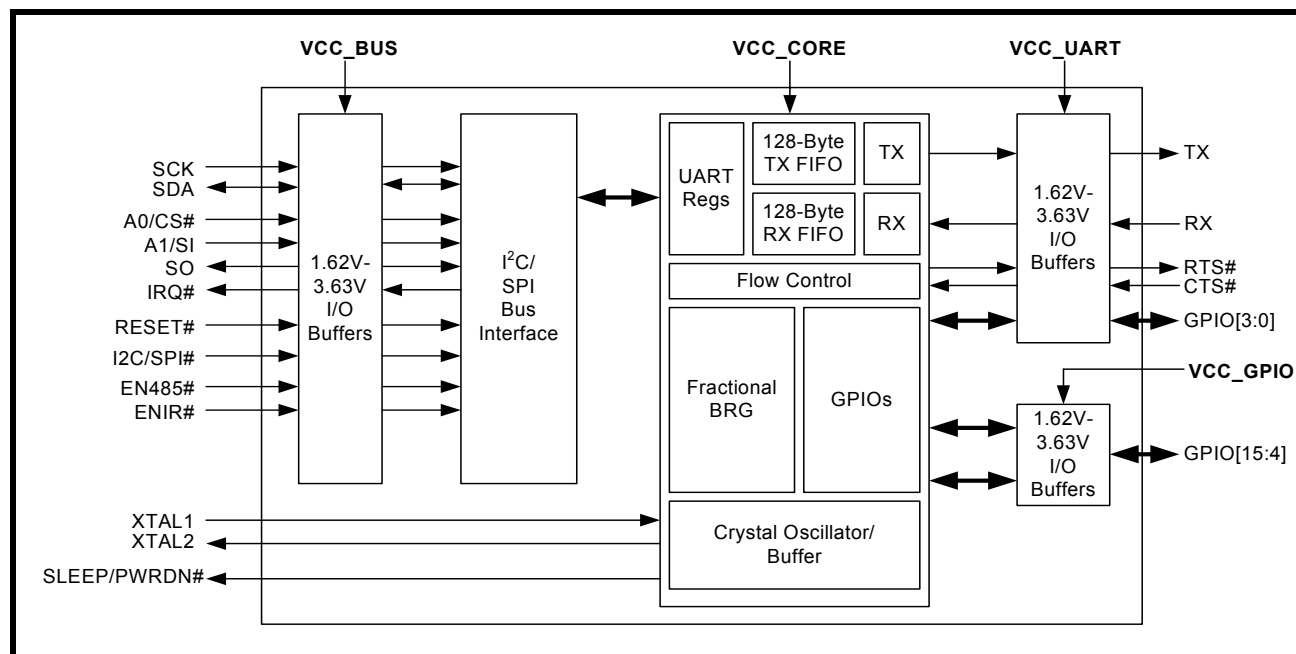 VCC_BUS
VCC_CORE
VCC_UART
SCK
SDA
A0/CS#
A1/SI
SO
IRQ#
RESET#
I2C/SPI#
EN485#
ENIR#
XTAL1
XTAL2
SLEEP/PWRDN#
1.62V-
3.63V
I/O
Buffers
I²C/
SPI
Bus
Interface
UART
Regs
128-Byte
TX FIFO
TX
128-Byte
RX FIFO
RX
Flow Control
Fractional
BRG
GPIOs
Crystal Oscillator/
Buffer
1.62V-
3.63V
I/O
Buffers
TX
RX
RTS#
CTS#
GPIO[3:0]
VCC_GPIO
1.62V-
3.63V
I/O
Buffers
GPIO[15:4]